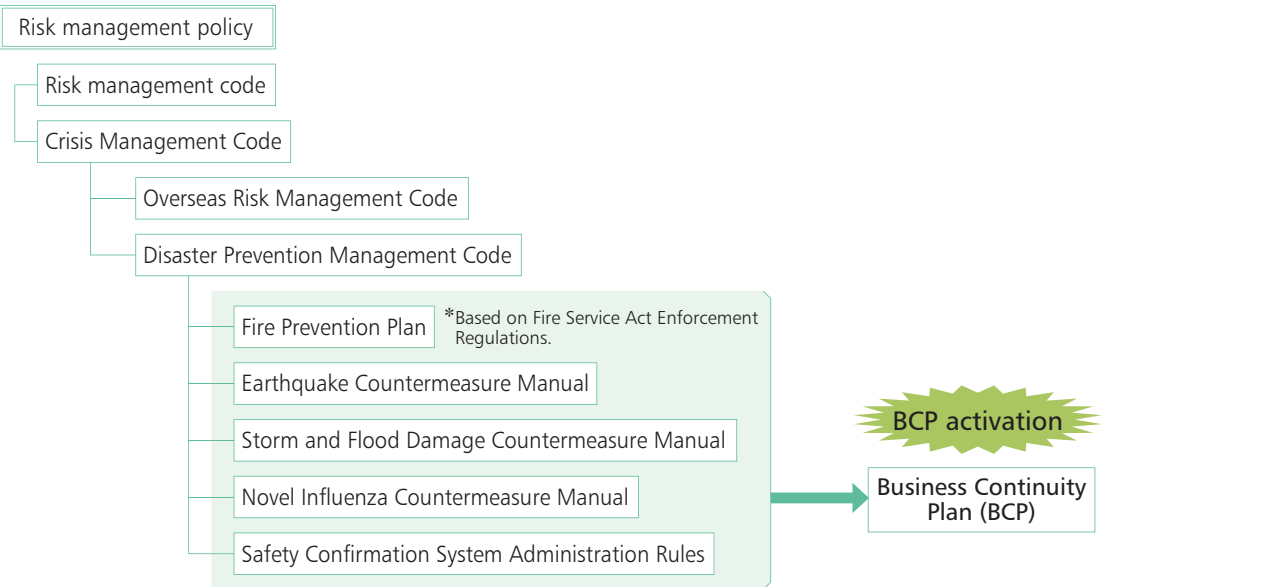 Risk management policy
Risk management code
Crisis Management Code
Overseas Risk Management Code
Disaster Prevention Management Code
Fire Prevention Plan
*Based on Fire Service Act Enforcement
Regulations.
Earthquake Countermeasure Manual
Storm and Flood Damage Countermeasure Manual
Novel Influenza Countermeasure Manual
Safety Confirmation System Administration Rules
BCP activation
Business Continuity
Plan (BCP)